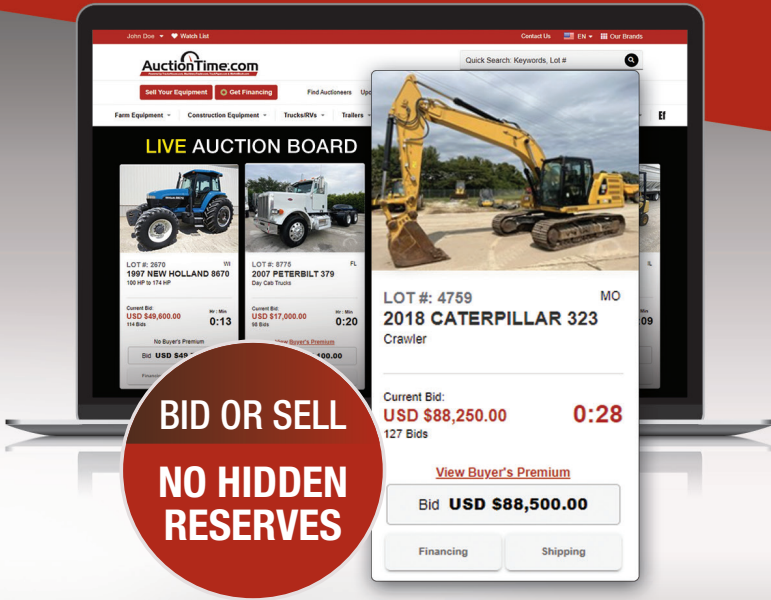 John Doe
Watch List
Contact Us
EN
Our Brands
AuctionTime.com
Quick Search: Keywords, Lot #
Sell Your Equipment
Get Financing
Find Auctioneers
Farm Equipment
Construction Equipment
Trucks/RVs
Trailers
LIVE AUCTION BOARD
LOT #: 2670
WI
1997 NEW HOLLAND 8670
100 HP to 174 HP
Current Bid:
USD $49,600.00
114 Bids
Hr : Min
0:13
No Buyer's Premium
Bid USD
LOT #: 8775
FL
2007 PETERBILT 379
Day Cab Trucks
Current Bid:
USD $17,000.00
Hr : Min
0:20
View Buyer's Premium
LOT #: 4759
MO
2018 CATERPILLAR 323
Crawler
Current Bid:
USD $88,250.00
0:28
127 Bids
View Buyer's Premium
Bid USD $88,500.00
Financing
Shipping
BID OR SELL
NO HIDDEN
RESERVES